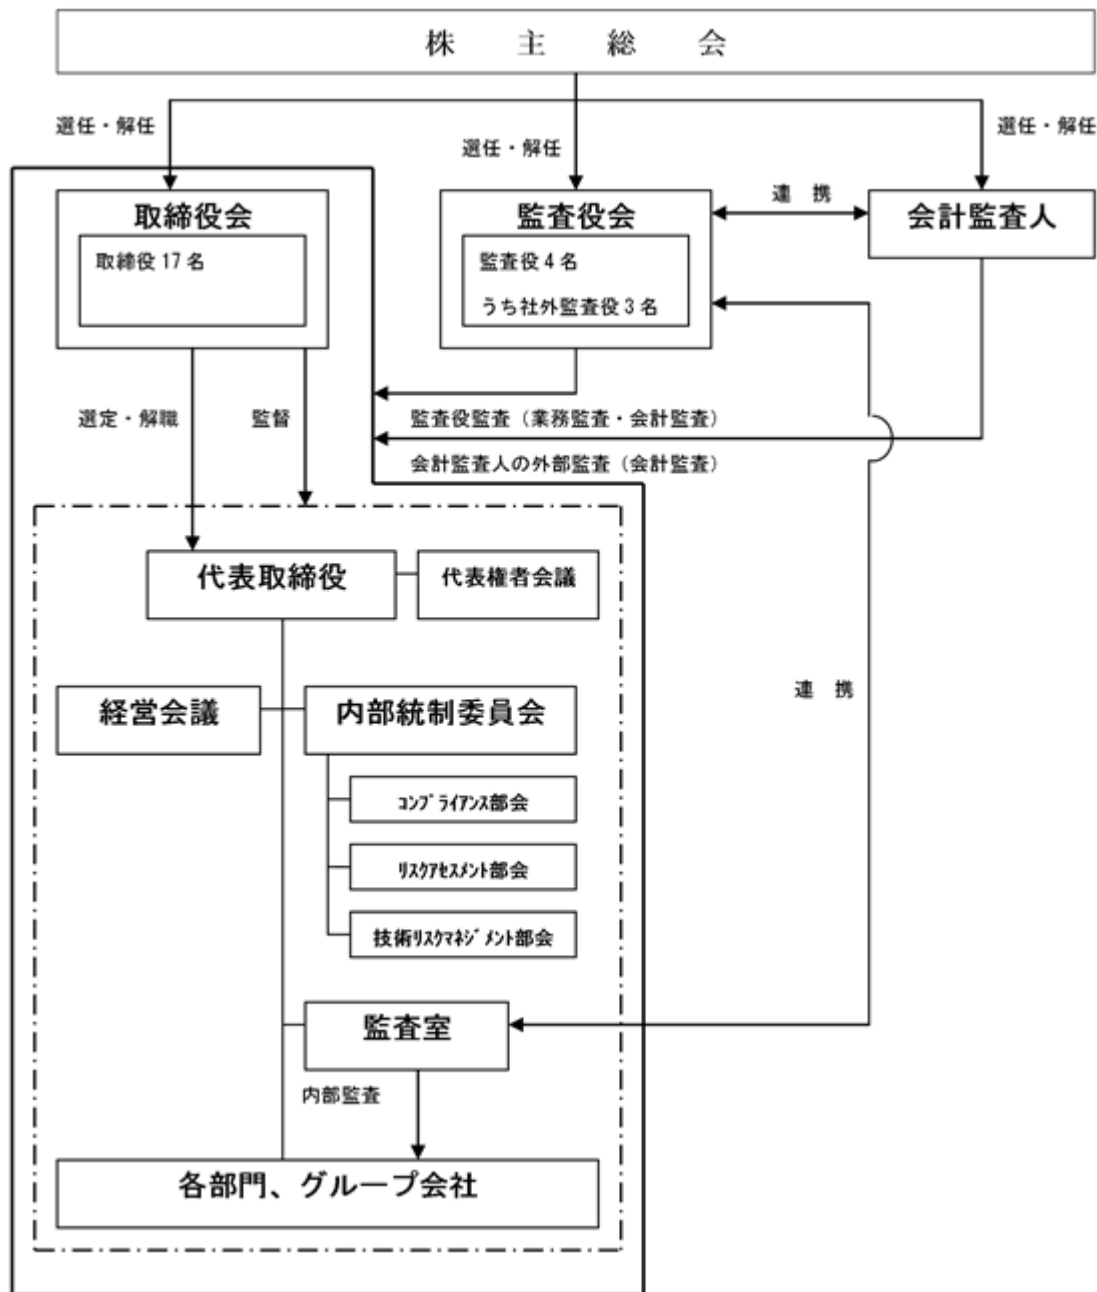 株主総会
選任・解任
選任・解任
選任・解任
取締役会
取締役17名
監査役会
監査役4名
うち社外監査役3名
連 携
会計監査人
選定・解職
監督
監査役監査（業務監査・会計監査）
会計監査人の外部監査（会計監査）
代表取締役
代表権者会議
経営会議
内部統制委員会
連 携
ｺﾝﾌﾟﾗｲｱﾝｽ部会
ﾘｽｸｱｾｽﾒﾝﾄ部会
技術ﾘｽｸﾏﾈｼﾞﾒﾝﾄ部会
監査室
内部監査
各部門、グループ会社